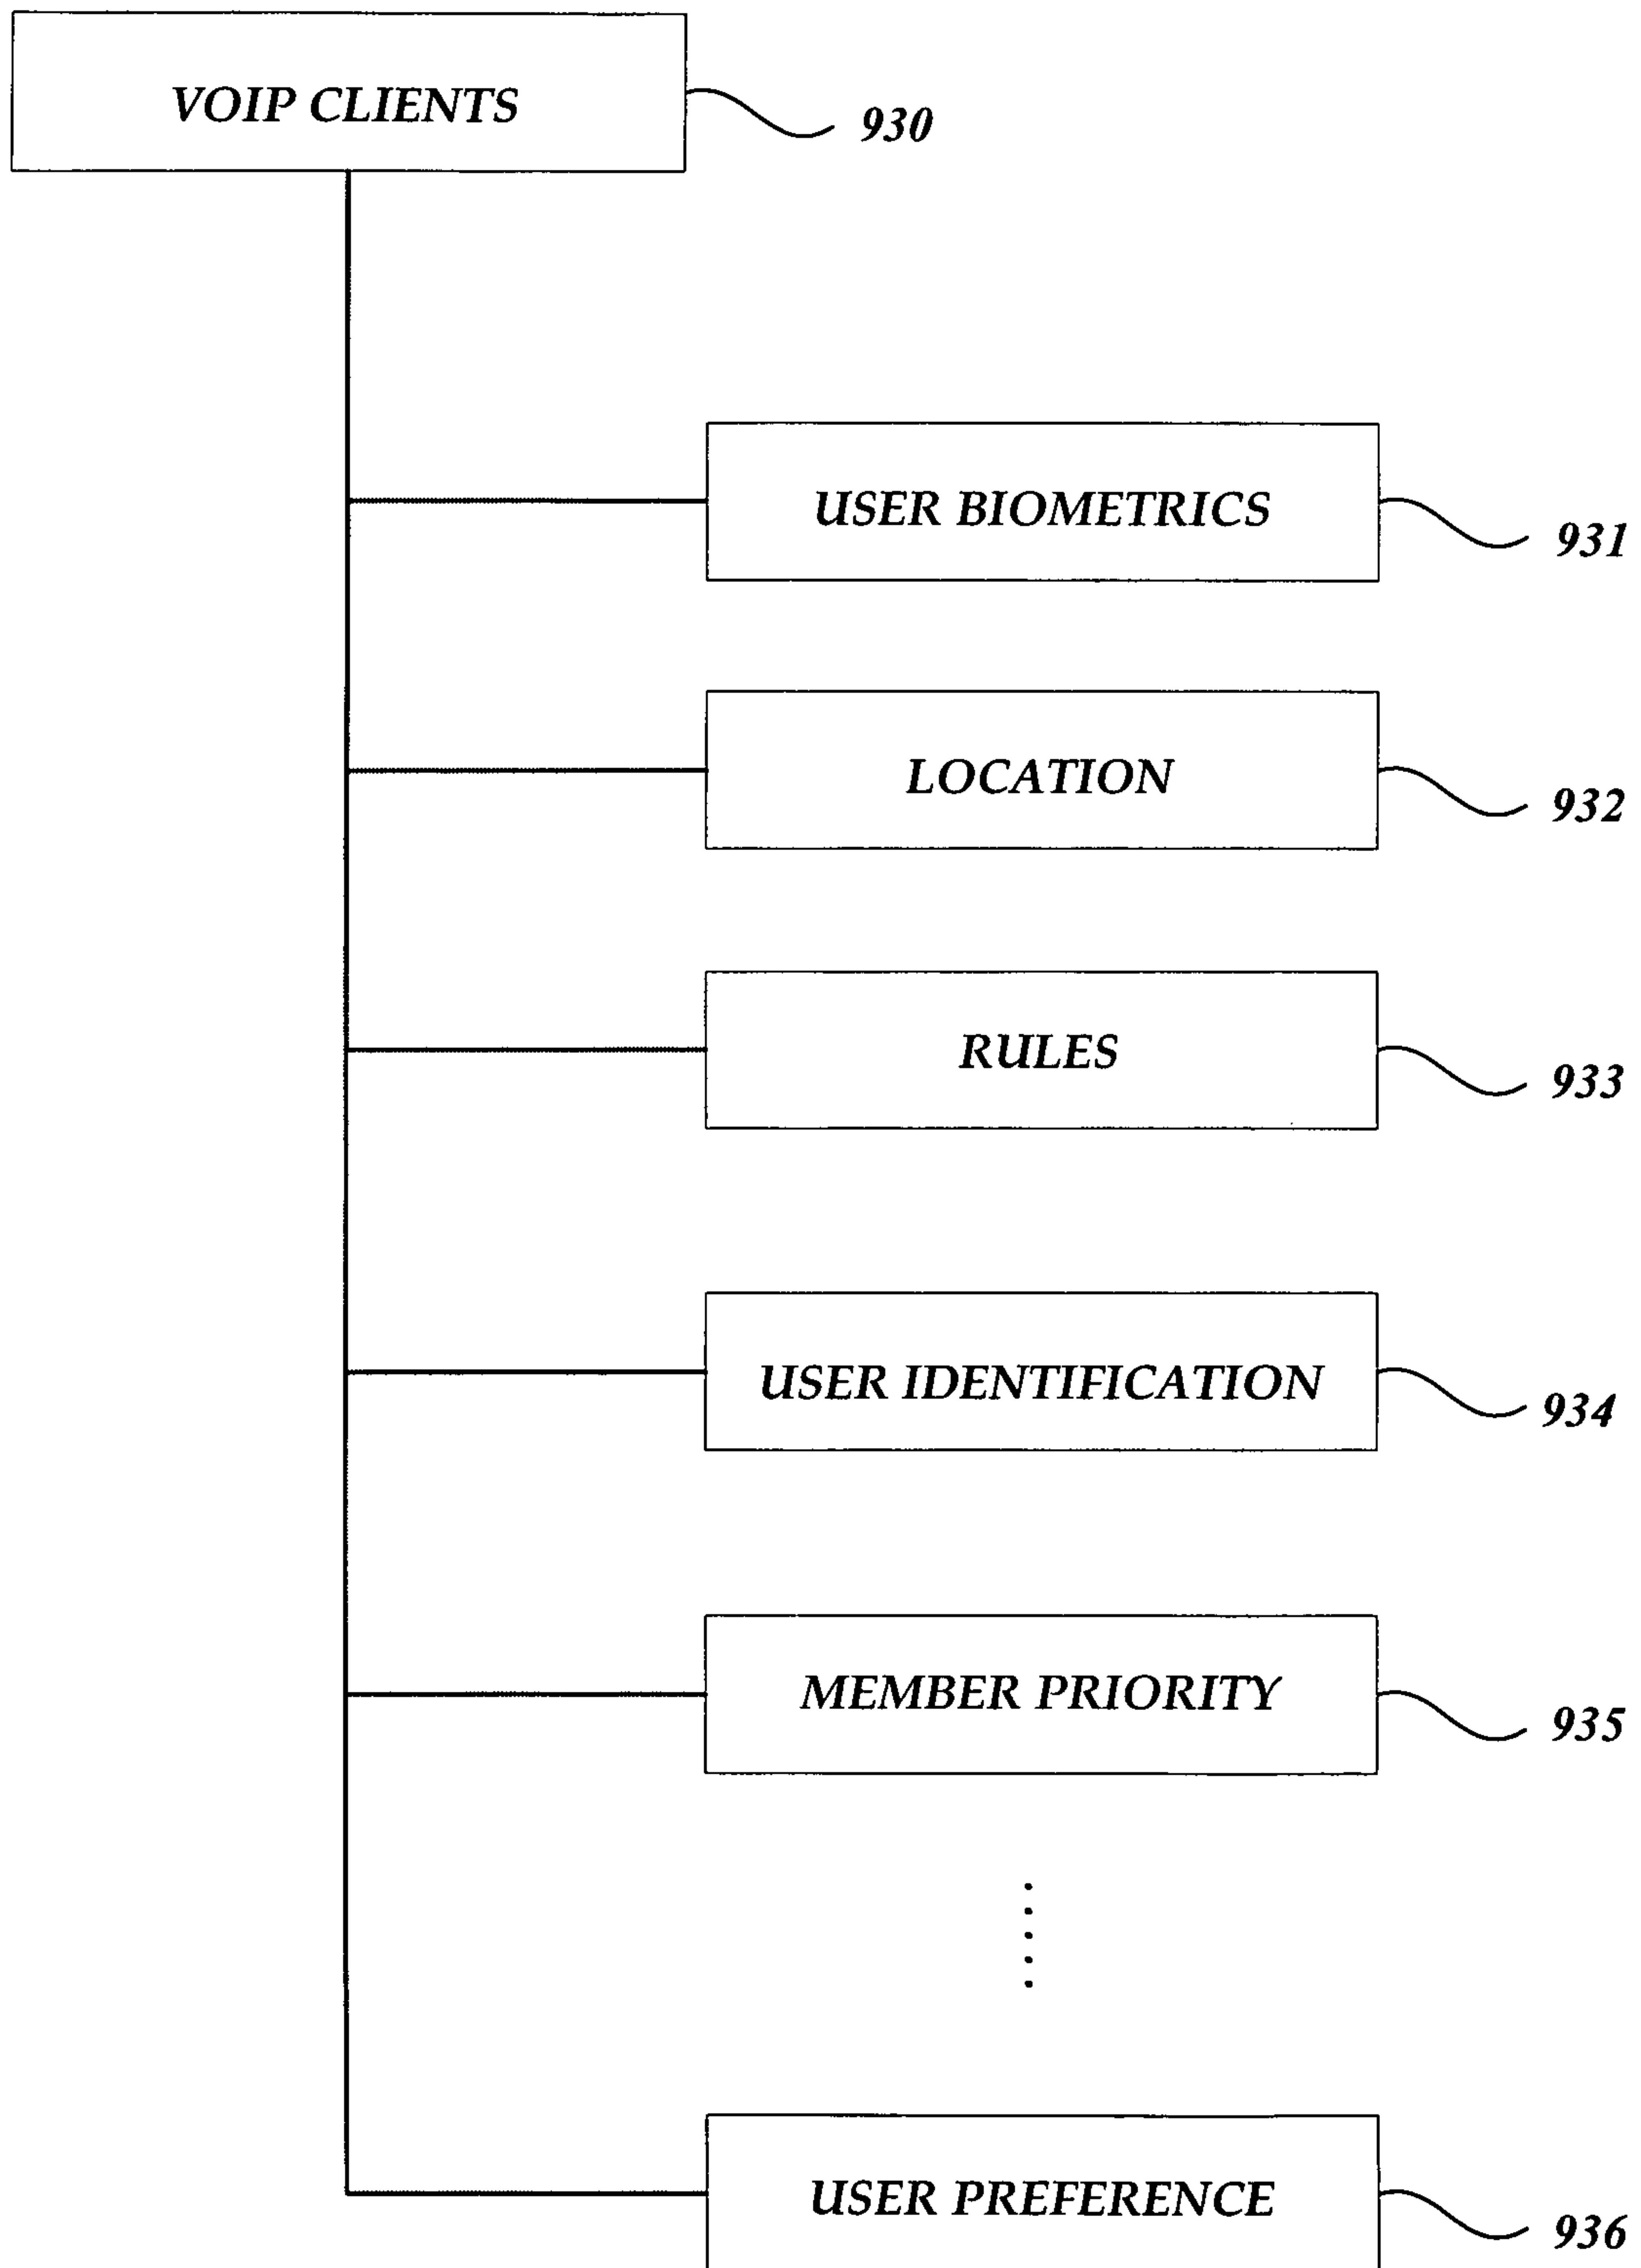 VOIP CLIENTS 930
USER BIOMETRICS 931
LOCATION 932
RULES 933
USER IDENTIFICATION 934
MEMBER PRIORITY 935
USER PREFERENCE 936